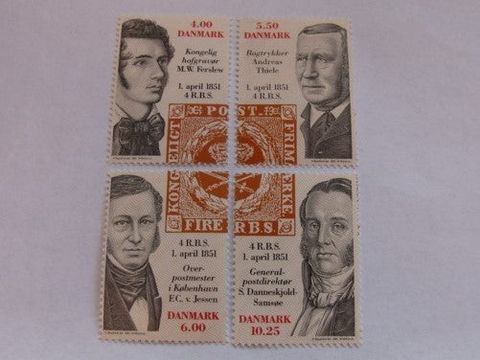 4.00
DANMARK
Kongelig
hofgravør
M.W. Ferslew
1. april 1851
4 R.B.S.
5.50
DANMARK
Bogtrykker
Andreas
Thiele
1. april 1851
4 R.B.S.
KONGELIGT
POST.
FRIMÆRKE.
FIRE R.B.S.
4 R.B.S.
1. april 1851
Over-
postmester
i København
F.C. v. Jessen
DANMARK
6.00
4 R.B.S.
1. april 1851
General-
postdirektør
S. Danneskjold-
Samsøe
DANMARK
10.25